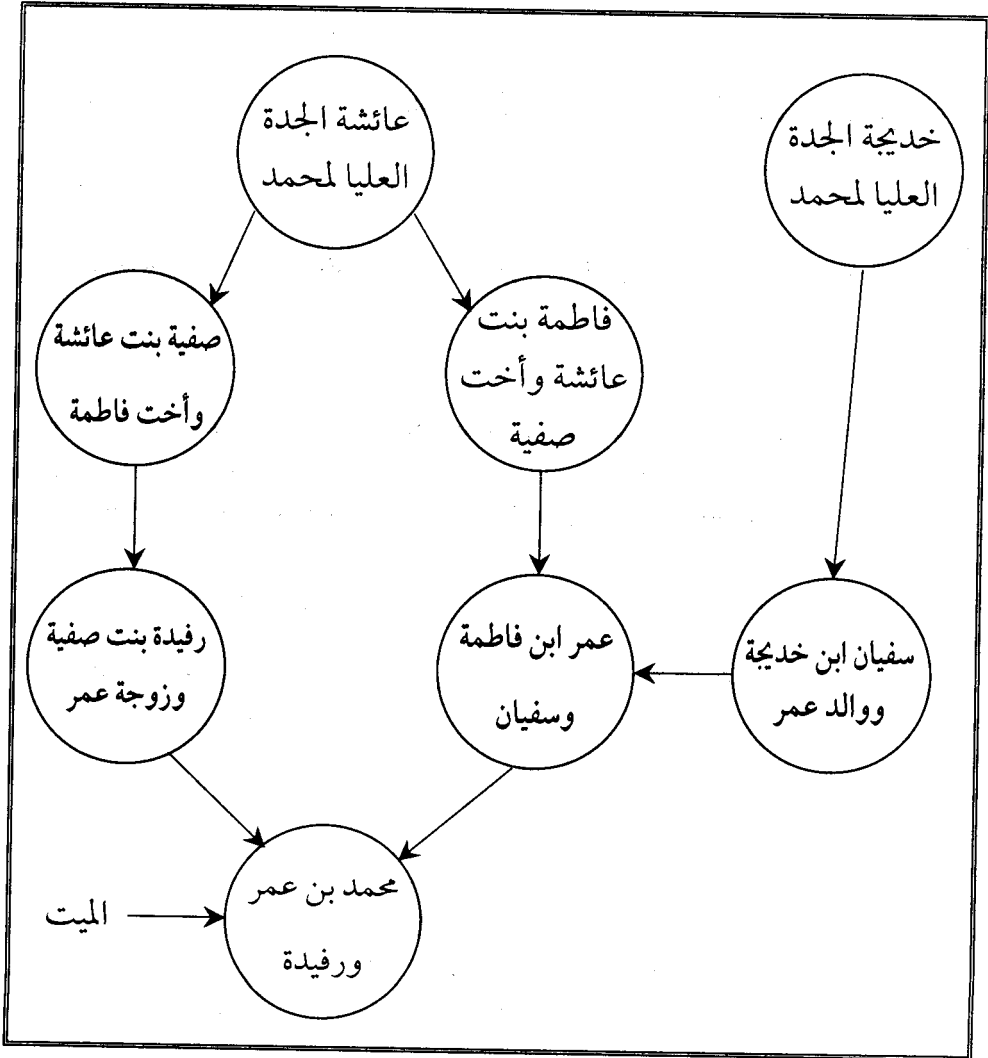 خديجة الجدة
العليا لمحمد
عائشة الجدة
العليا لمحمد
فاطمة بنت
عائشة وأخت
صفية
صفية بنت عائشة
وأخت فاطمة
سفيان ابن خديجة
ووالد عمر
عمر ابن فاطمة
وسفيان
رفيدة بنت صفية
وزوجة عمر
محمد بن عمر
ورفيدة
الميت